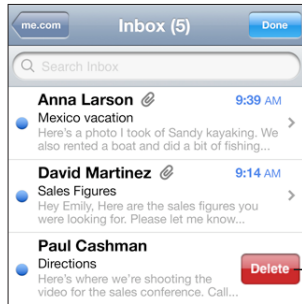 me.com
Inbox (5)
Done
Search Inbox
Anna Larson
9:39 AM
Mexico vacation
Here's a photo I took of Sandy kayaking. We
also rented a boat and did a bit of fishing...
David Martinez
9:14 AM
Sales Figures
Hey Emily, Here are the sales figures you
were looking for. Please let me know...
Paul Cashman
Directions
Delete
Here's where we're shooting the
video for the sales conference. Call...